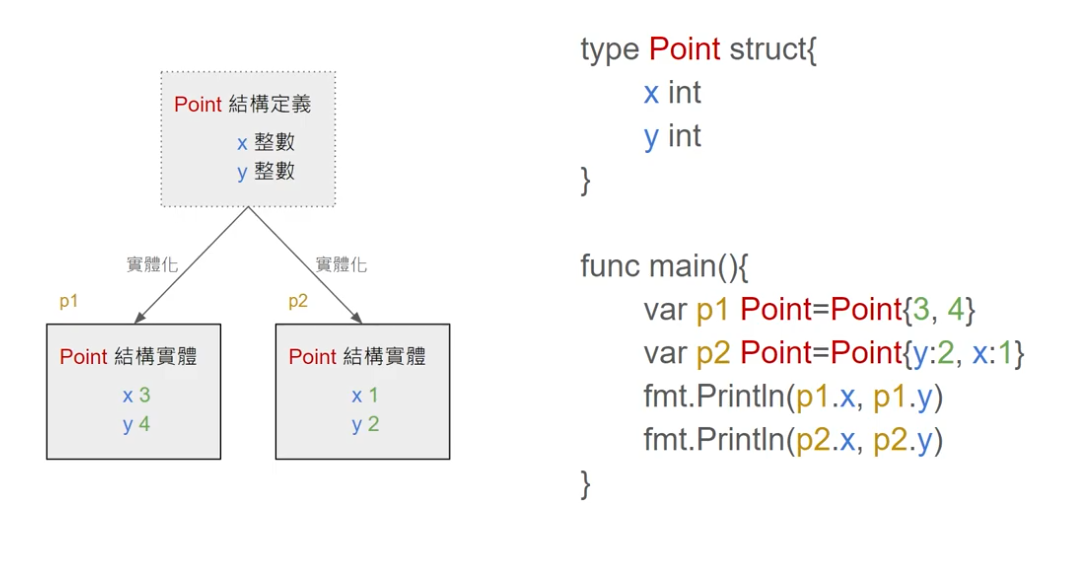 Point 結構定義
x 整數
y 整數
實體化
實體化
p1
p2
Point 結構實體
x 3
y 4
Point 結構實體
x 1
y 2
type Point struct{
x int
y int
}
func main(){
var p1 Point=Point{3, 4}
var p2 Point=Point{y:2, x:1}
fmt.Println(p1.x, p1.y)
fmt.Println(p2.x, p2.y)
}